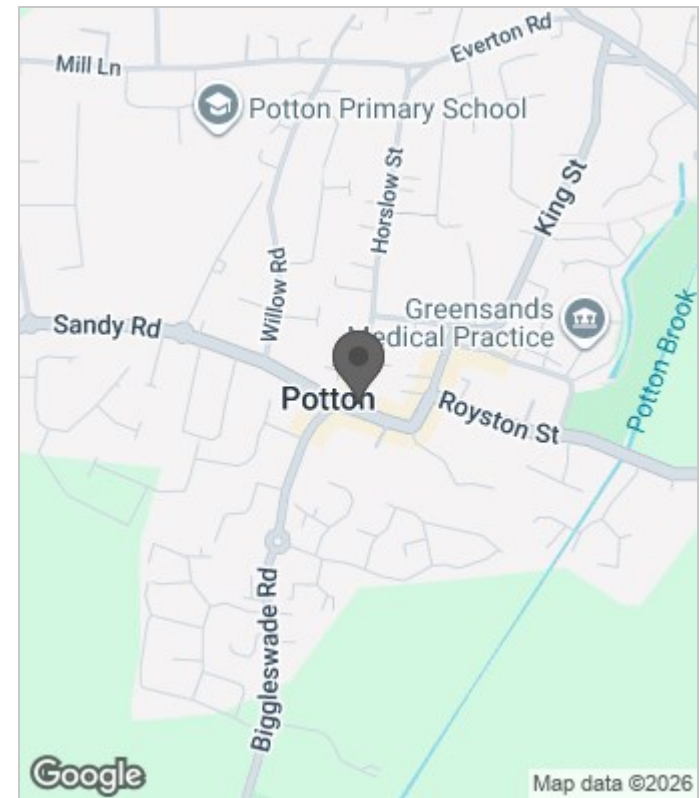 Everton Rd
Mill Ln
Potton Primary School
Horslow St
King St
Willow Rd
Greensands
Medical Practice
Sandy Rd
Potton Brook
Potton
Royston St
Biggleswade Rd
Google
Map data ©2026